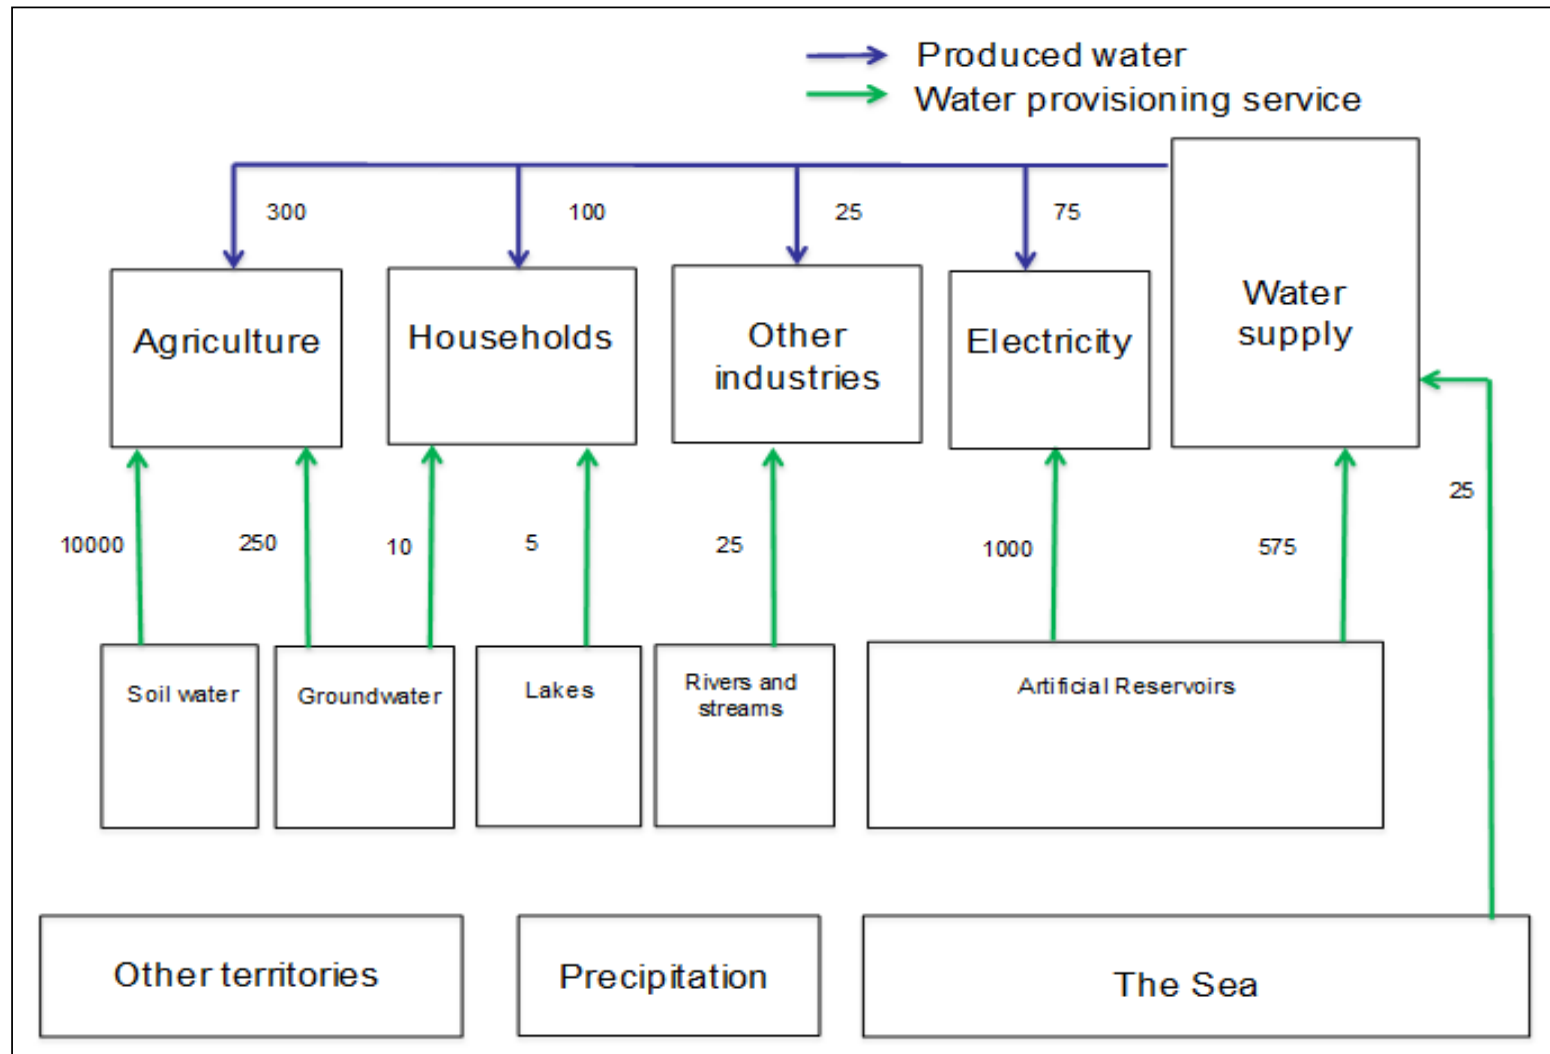 Produced water
Water provisioning service
300
100
25
75
Agriculture
Households
Other
industries
Electricity
Water
supply
10000
250
10
5
25
1000
575
25
Soil water
Groundwater
Lakes
Rivers and
streams
Artificial Reservoirs
Other territories
Precipitation
The Sea